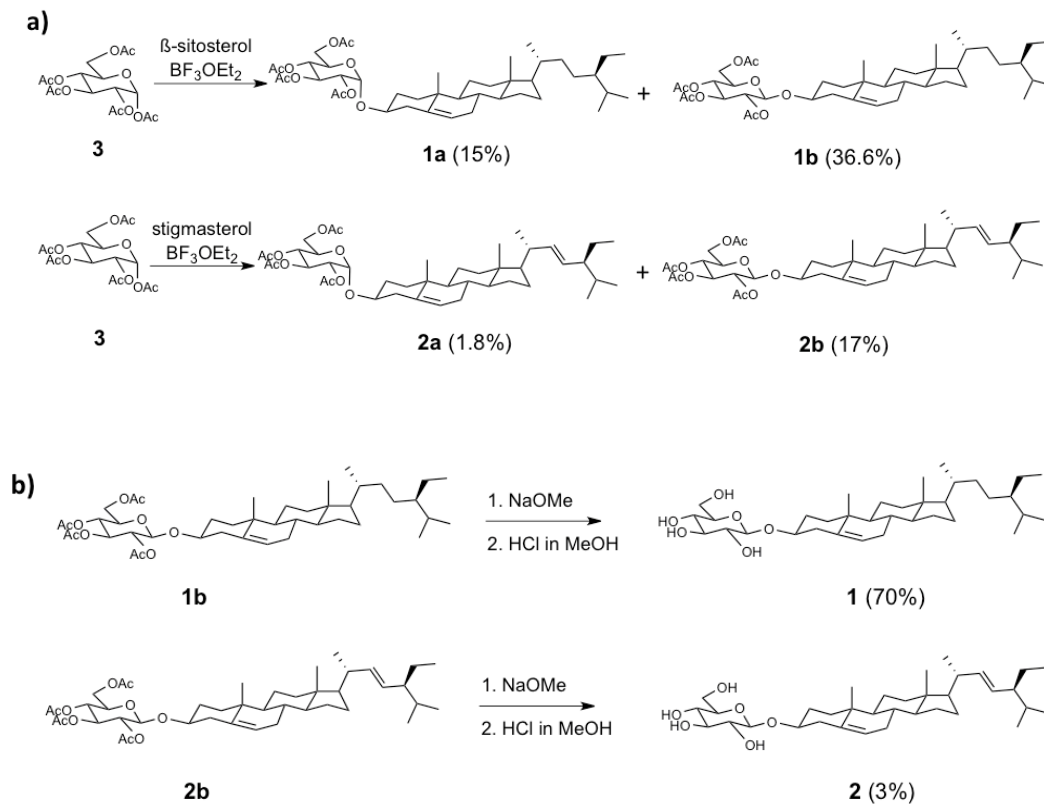 a)
OAc
AcO
AcO
AcO
OAc
O
3
ß-sitosterol
BF3OEt2
OAc
AcO
AcO
AcO
O
O
1a (15%)
+
OAc
AcO
AcO
OAc
O
O
1b (36.6%)
OAc
AcO
AcO
AcO
OAc
O
3
stigmasterol
BF3OEt2
OAc
AcO
AcO
AcO
O
O
2a (1.8%)
+
OAc
AcO
AcO
AcO
O
O
2b (17%)
b)
OAc
AcO
AcO
AcO
O
O
1b
1. NaOMe
2. HCl in MeOH
OH
HO
HO
OH
O
O
1 (70%)
OAc
AcO
AcO
AcO
O
O
2b
1. NaOMe
2. HCl in MeOH
OH
HO
HO
OH
O
O
2 (3%)